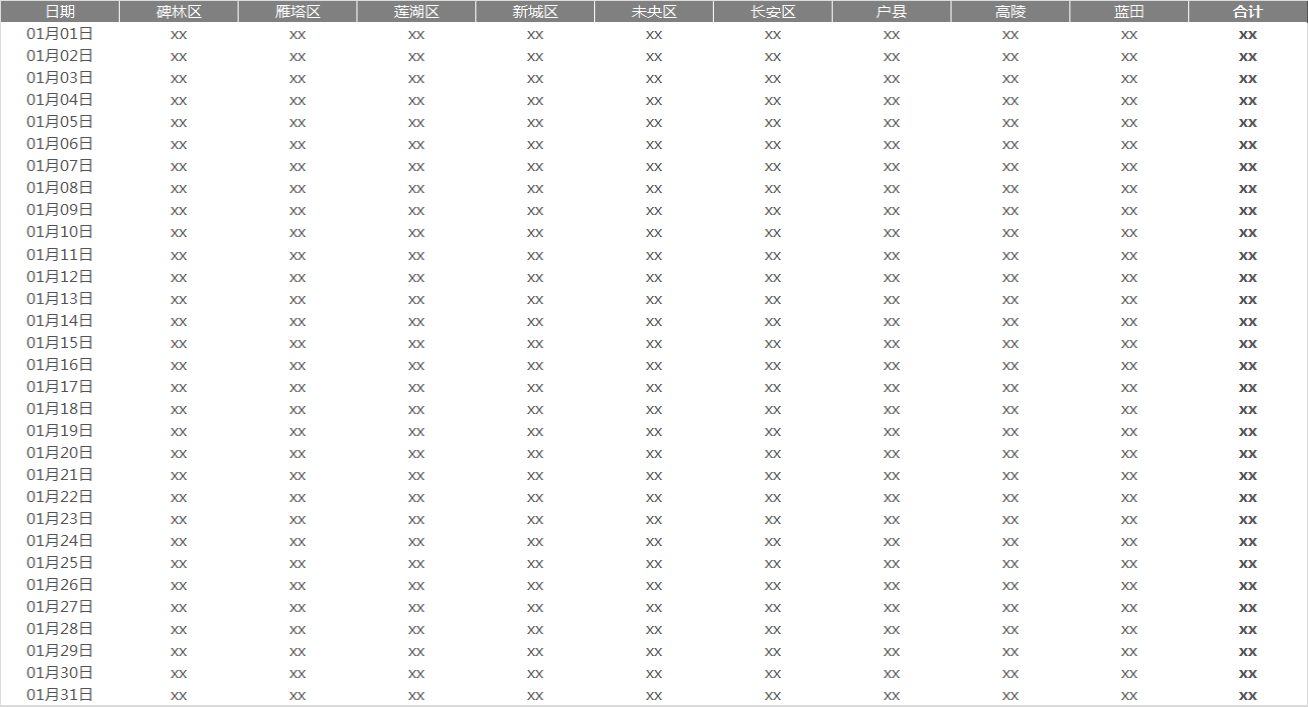 日期 碑林区 雁塔区 莲湖区 新城区 未央区 长安区 户县 高陵 蓝田 合计
01月01日 xx xx xx xx xx xx xx xx xx xx
01月02日 xx xx xx xx xx xx xx xx xx xx
01月03日 xx xx xx xx xx xx xx xx xx xx
01月04日 xx xx xx xx xx xx xx xx xx xx
01月05日 xx xx xx xx xx xx xx xx xx xx
01月06日 xx xx xx xx xx xx xx xx xx xx
01月07日 xx xx xx xx xx xx xx xx xx xx
01月08日 xx xx xx xx xx xx xx xx xx xx
01月09日 xx xx xx xx xx xx xx xx xx xx
01月10日 xx xx xx xx xx xx xx xx xx xx
01月11日 xx xx xx xx xx xx xx xx xx xx
01月12日 xx xx xx xx xx xx xx xx xx xx
01月13日 xx xx xx xx xx xx xx xx xx xx
01月14日 xx xx xx xx xx xx xx xx xx xx
01月15日 xx xx xx xx xx xx xx xx xx xx
01月16日 xx xx xx xx xx xx xx xx xx xx
01月17日 xx xx xx xx xx xx xx xx xx xx
01月18日 xx xx xx xx xx xx xx xx xx xx
01月19日 xx xx xx xx xx xx xx xx xx xx
01月20日 xx xx xx xx xx xx xx xx xx xx
01月21日 xx xx xx xx xx xx xx xx xx xx
01月22日 xx xx xx xx xx xx xx xx xx xx
01月23日 xx xx xx xx xx xx xx xx xx xx
01月24日 xx xx xx xx xx xx xx xx xx xx
01月25日 xx xx xx xx xx xx xx xx xx xx
01月26日 xx xx xx xx xx xx xx xx xx xx
01月27日 xx xx xx xx xx xx xx xx xx xx
01月28日 xx xx xx xx xx xx xx xx xx xx
01月29日 xx xx xx xx xx xx xx xx xx xx
01月30日 xx xx xx xx xx xx xx xx xx xx
01月31日 xx xx xx xx xx xx xx xx xx xx